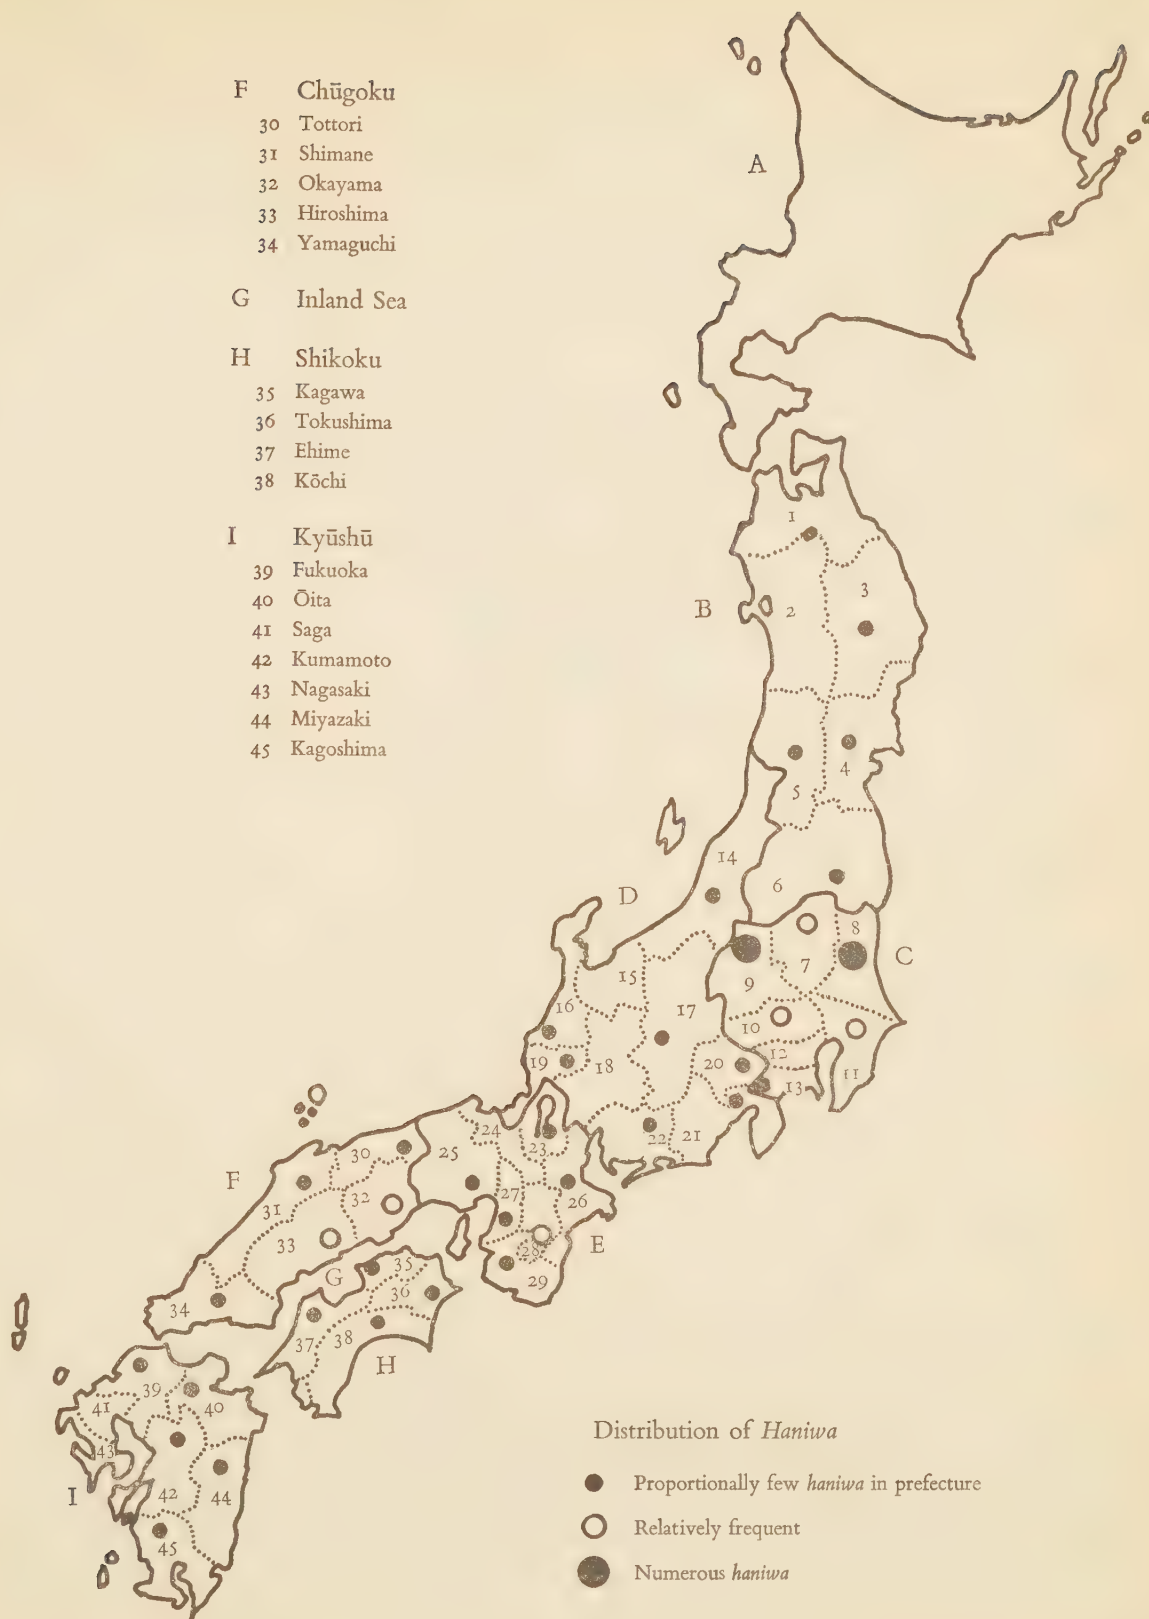 F Chūgoku
30 Tottori
31 Shimane
32 Okayama
33 Hiroshima
34 Yamaguchi
G Inland Sea
H Shikoku
35 Kagawa
36 Tokushima
37 Ehime
38 Kōchi
I Kyūshū
39 Fukuoka
40 Ōita
41 Saga
42 Kumamoto
43 Nagasaki
44 Miyazaki
45 Kagoshima
A
1
3
B
2
4
5
14
6
D
8
C
7
9
15
17
16
10
12
19
18
20
11
13
24
23
22
21
25
30
F
27
26
32
31
33
E
28
29
G
35
36
34
37
38
H
39
41
40
43
I
42
44
45
Distribution of Haniwa
Proportionally few haniwa in prefecture
Relatively frequent
Numerous haniwa